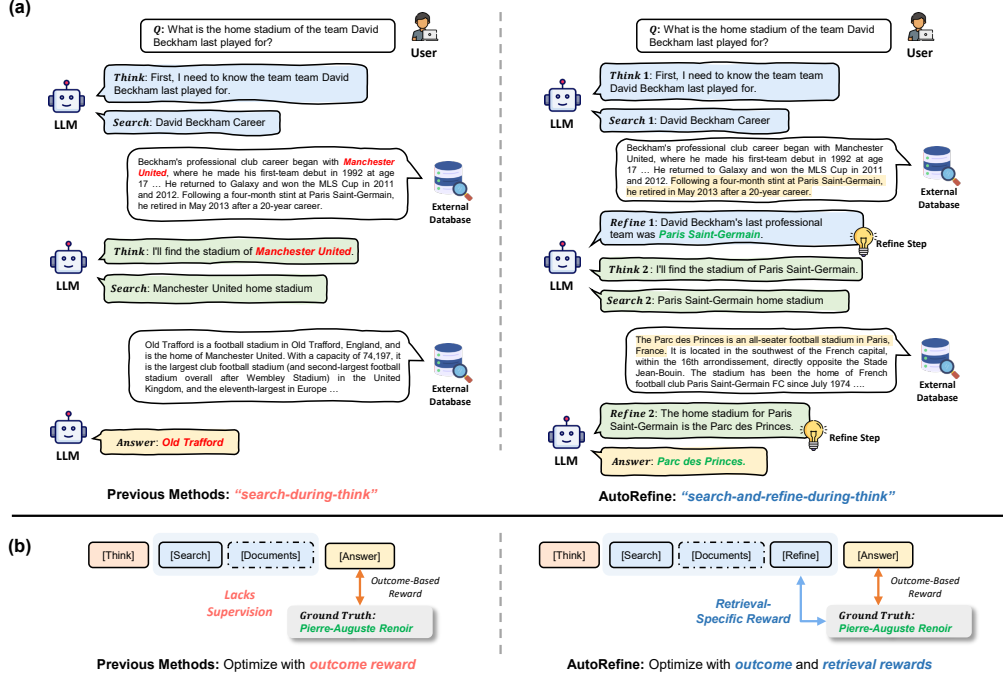 (a)
Q: What is the home stadium of the team David
Beckham last played for?
User
Think: First, I need to know the team team David
Beckham last played for.
LLM
Search: David Beckham Career
Beckham's professional club career began with Manchester
United, where he made his first-team debut in 1992 at age
17 ... He returned to Galaxy and won the MLS Cup in 2011
and 2012. Following a four-month stint at Paris Saint-Germain,
he retired in May 2013 after a 20-year career.
External
Database
Think: I'll find the stadium of Manchester United.
LLM
Search: Manchester United home stadium
Old Trafford is a football stadium in Old Trafford, England, and
is the home of Manchester United. With a capacity of 74,197, it
is the largest club football stadium (and second-largest football
stadium overall after Wembley Stadium) in the United
Kingdom, and the eleventh-largest in Europe ...
External
Database
Answer: Old Trafford
LLM
Previous Methods: “search-during-think”
Q: What is the home stadium of the team David
Beckham last played for?
User
Think 1: First, I need to know the team team
David Beckham last played for.
LLM
Search 1: David Beckham Career
Beckham's professional club career began with Manchester
United, where he made his first-team debut in 1992 at age
17 ... He returned to Galaxy and won the MLS Cup in 2011
and 2012. Following a four-month stint at Paris Saint-Germain,
he retired in May 2013 after a 20-year career.
External
Database
Refine 1: David Beckham's last professional
team was Paris Saint-Germain.
Refine Step
Think 2: I'll find the stadium of Paris Saint-Germain.
LLM
Search 2: Paris Saint-Germain home stadium
The Parc des Princes is an all-seater football stadium in Paris,
France. It is located in the southwest of the French capital,
within the 16th arrondissement, directly opposite the Stade
Jean-Bouin. The stadium has been the home of French
football club Paris Saint-Germain FC since July 1974 ....
External
Database
Refine 2: The home stadium for Paris
Saint-Germain is the Parc des Princes.
Refine Step
LLM
Answer: Parc des Princes.
AutoRefine: “search-and-refine-during-think”
(b)
[Think]
[Search]
[Documents]
[Answer]
Lacks
Supervision
Outcome-Based
Reward
Ground Truth:
Pierre-Auguste Renoir
Previous Methods: Optimize with outcome reward
[Think]
[Search]
[Documents]
[Refine]
[Answer]
Retrieval-
Specific Reward
Outcome-Based
Reward
Ground Truth:
Pierre-Auguste Renoir
AutoRefine: Optimize with outcome and retrieval rewards